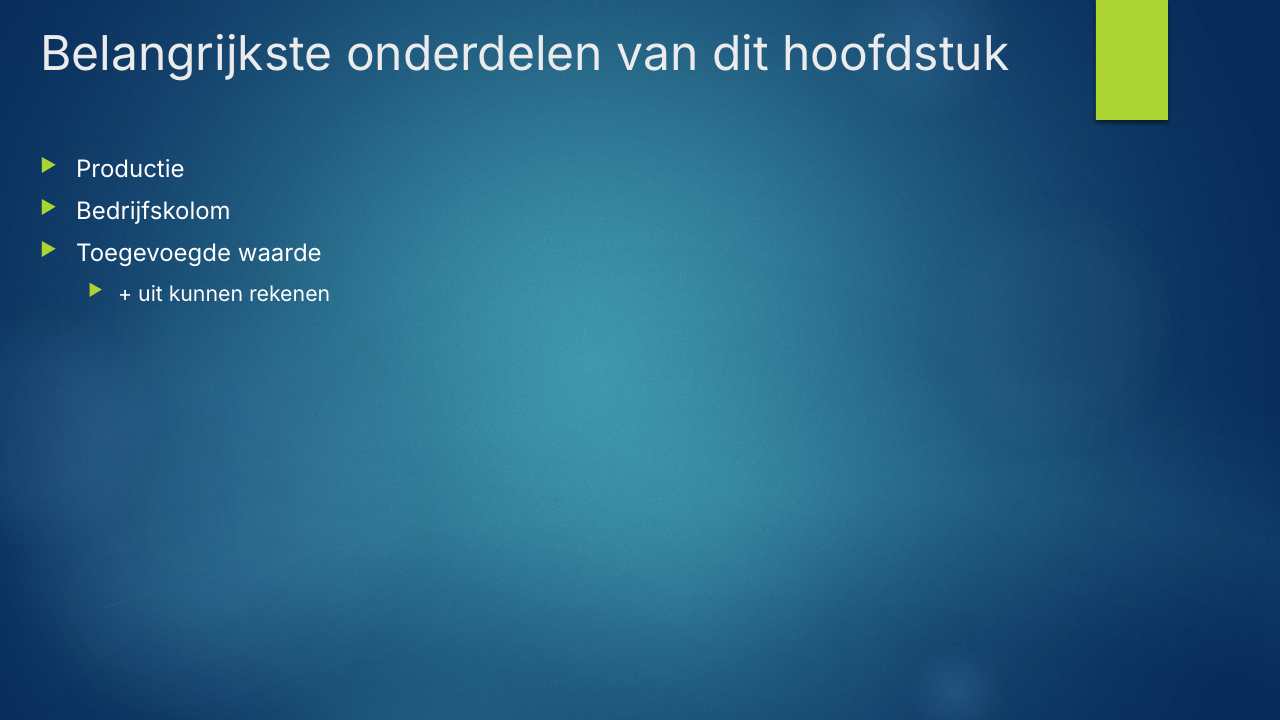 Belangrijkste onderdelen van dit hoofdstuk
Productie
Bedrijfskolom
Toegevoegde waarde
+ uit kunnen rekenen